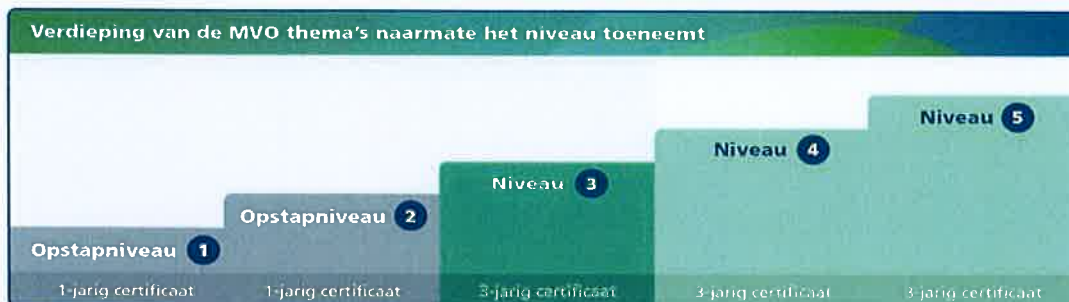 Verdieping van de MVO thema's naarmate het niveau toeneemt
Opstapniveau 1
1-jarig certificaat
Opstapniveau 2
1-jarig certificaat
Niveau 3
3-jarig certificaat
Niveau 4
3-jarig certificaat
Niveau 5
3-jarig certificaat